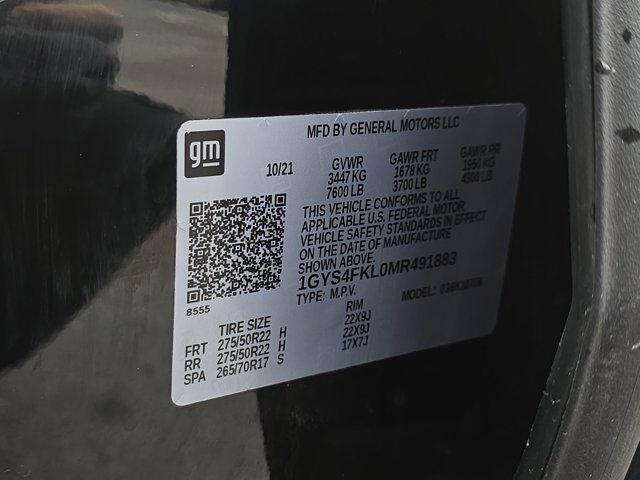 gm
MFD BY GENERAL MOTORS LLC
10/21 GVWR GAWR FRT GAWR RR
3447 KG 1678 KG 1950 KG
7600 LB 3700 LB 4300 LB
THIS VEHICLE CONFORMS TO ALL
APPLICABLE U.S. FEDERAL MOTOR
VEHICLE SAFETY STANDARDS IN EFFECT
ON THE DATE OF MANUFACTURE
SHOWN ABOVE.
1GYS4FKL0MR491883
TYPE: M.P.V. MODEL:
8555
TIRE SIZE RIM
FRT 275/50R22 H 22X9J
RR 275/50R22 H 22X9J
SPA 265/70R17 S 17X7J